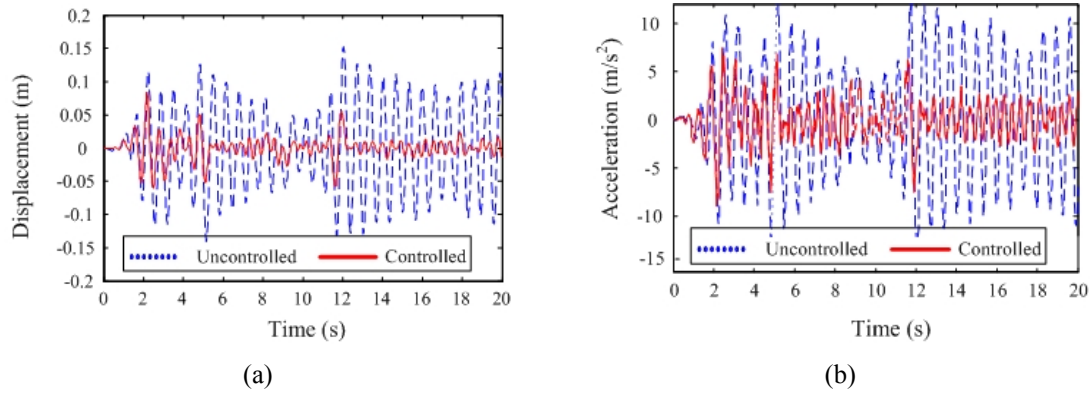 0.2
0.15
0.1
0.05
0
-0.05
-0.1
-0.15
-0.2
Displacement (m)
Uncontrolled Controlled
0 2 4 6 8 10 12 14 16 18 20
Time (s)
(a)
10
5
0
-5
-10
-15
Acceleration (m/s²)
Uncontrolled Controlled
0 2 4 6 8 10 12 14 16 18 20
Time (s)
(b)